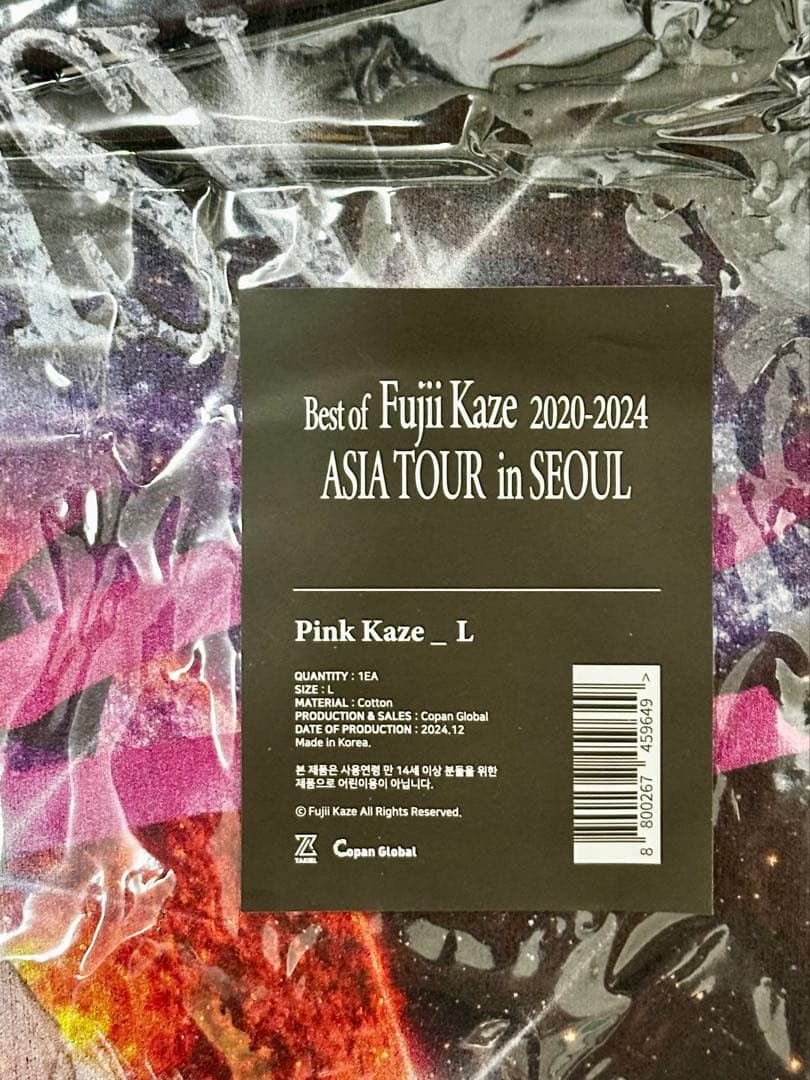 Best of Fujii Kaze 2020-2024
ASIA TOUR in SEOUL
Pink Kaze _ L
QUANTITY : 1EA
SIZE : L
MATERIAL : Cotton
PRODUCTION & SALES : Copan Global
DATE OF PRODUCTION : 2024.12
Made in Korea.
본 제품은 사용연령 만 14세 이상 분들을 위한
제품으로 어린이용이 아닙니다.
© Fujii Kaze All Rights Reserved.
TAKEL
Copan Global
8 800267 459649 >